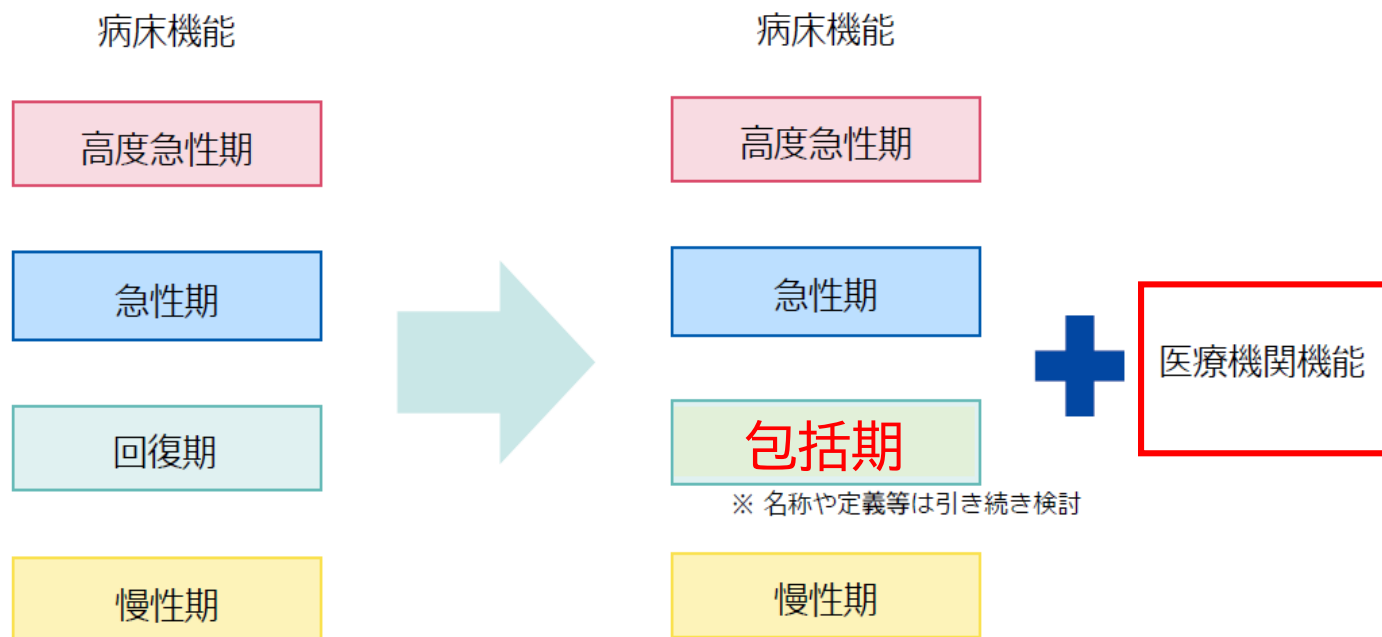 病床機能
高度急性期
急性期
回復期
慢性期
病床機能
高度急性期
急性期
包括期
※ 名称や定義等は引き続き検討
慢性期
医療機関機能